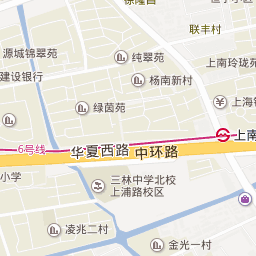 联丰村
源城锦翠苑
纯翠苑
上南玲珑苑
建设银行
杨南新村
绿茵苑
上海
上南
6号线
华夏西路
中环路
小学
三林中学北校
上浦路校区
凌兆二村
金光一村